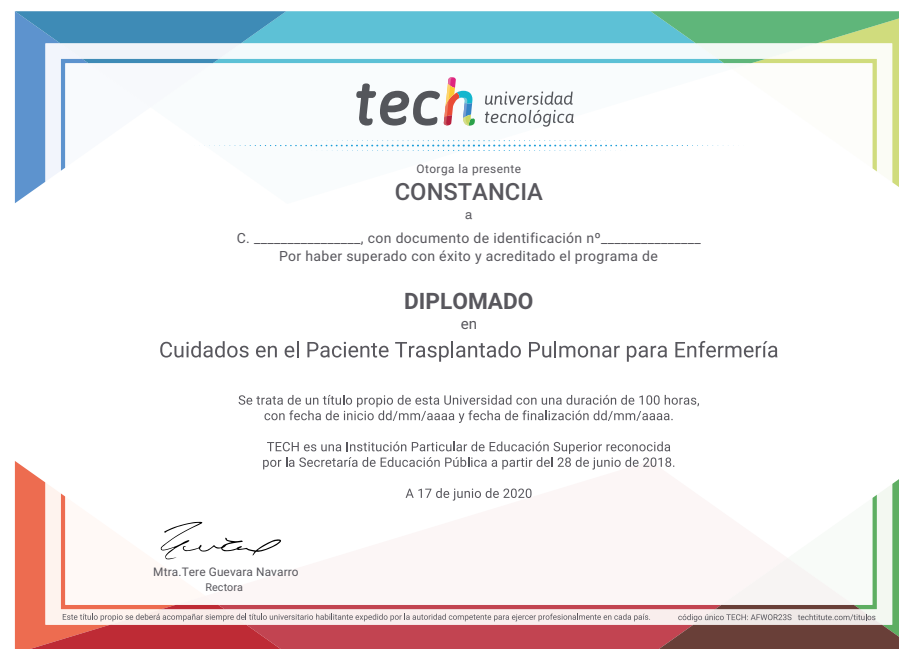 tech universidad
tecnológica
Otorga la presente
CONSTANCIA
a
C. ________________, con documento de identificación nº_______________
Por haber superado con éxito y acreditado el programa de
DIPLOMADO
en
Cuidados en el Paciente Trasplantado Pulmonar para Enfermería
Se trata de un título propio de esta Universidad con una duración de 100 horas,
con fecha de inicio dd/mm/aaaa y fecha de finalización dd/mm/aaaa.
TECH es una Institución Particular de Educación Superior reconocida
por la Secretaría de Educación Pública a partir del 28 de junio de 2018.
A 17 de junio de 2020
Mtra.Tere Guevara Navarro
Rectora
Este título propio se deberá acompañar siempre del título universitario habilitante expedido por la autoridad competente para ejercer profesionalmente en cada país. código único TECH: AFWOR23S techtitute.com/titulos